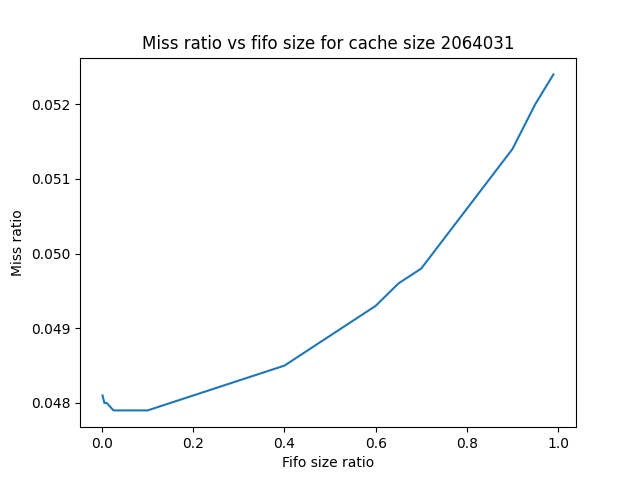 Miss ratio vs fifo size for cache size 2064031
0.052
0.051
0.050
0.049
0.048
Miss ratio
0.0 0.2 0.4 0.6 0.8 1.0
Fifo size ratio